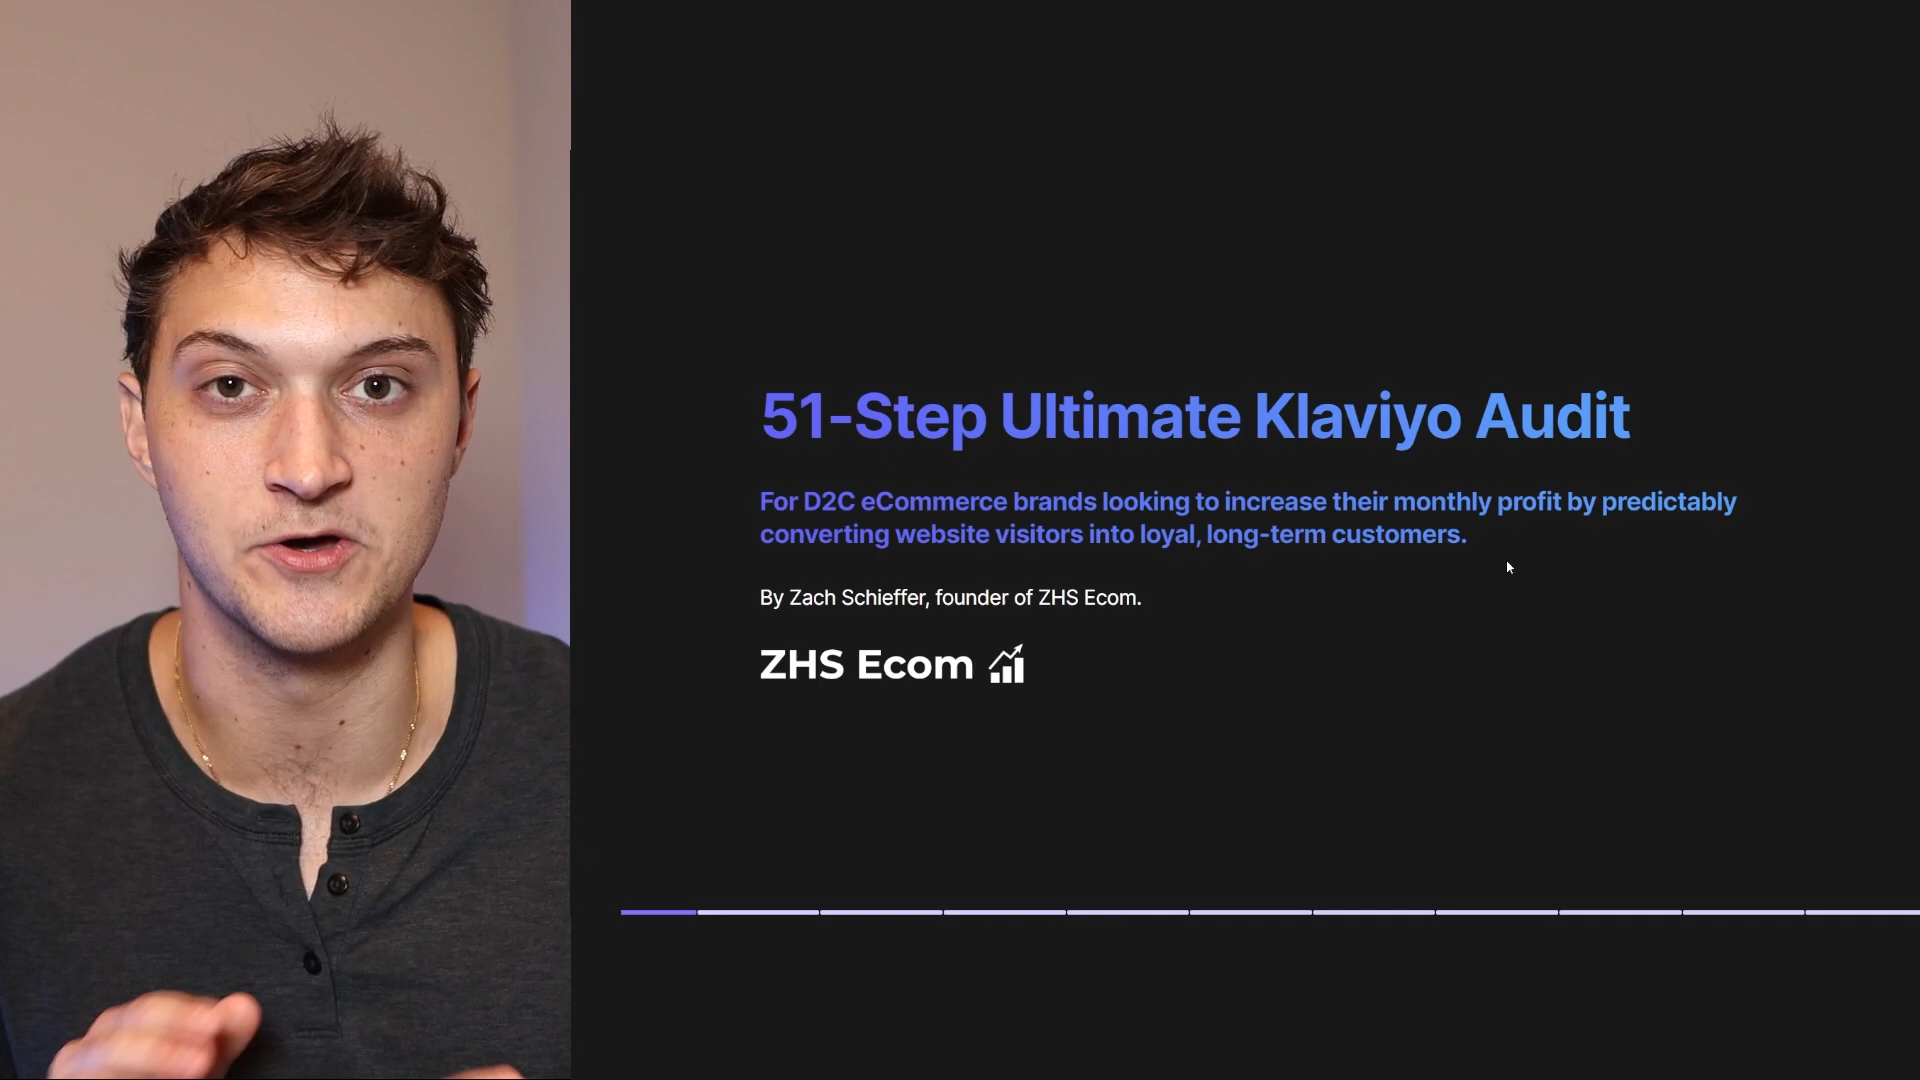 51-Step Ultimate Klaviyo Audit
For D2C eCommerce brands looking to increase their monthly profit by predictably
converting website visitors into loyal, long-term customers.
By Zach Schieffer, founder of ZHS Ecom.
ZHS Ecom